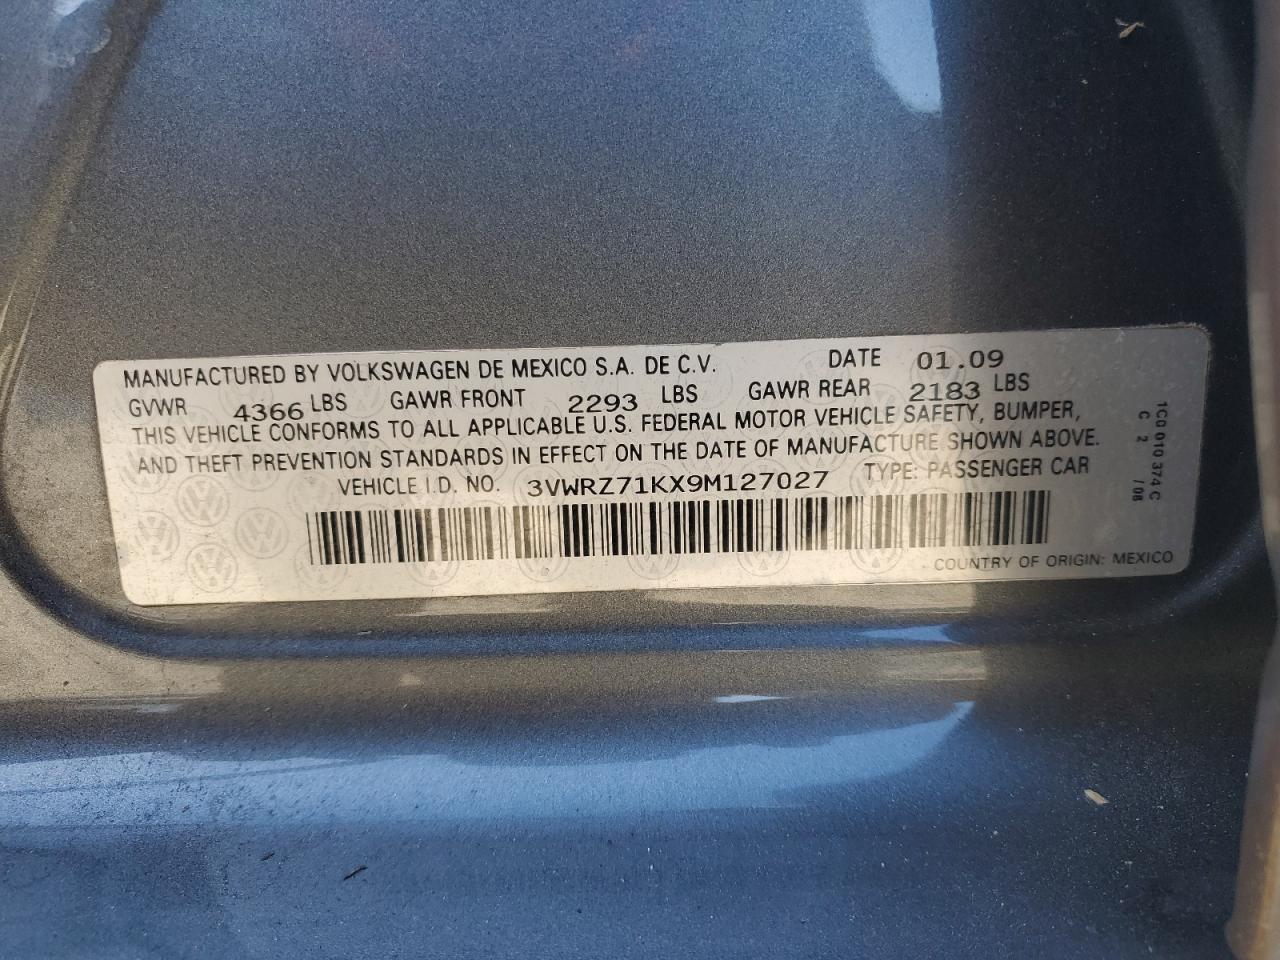 MANUFACTURED BY VOLKSWAGEN DE MEXICO S.A. DE C.V. DATE 01.09
GVWR 4366 LBS GAWR FRONT 2293 LBS GAWR REAR 2183 LBS
THIS VEHICLE CONFORMS TO ALL APPLICABLE U.S. FEDERAL MOTOR VEHICLE SAFETY, BUMPER,
AND THEFT PREVENTION STANDARDS IN EFFECT ON THE DATE OF MANUFACTURE SHOWN ABOVE.
VEHICLE I.D. NO. 3VWRZ71KX9M127027 TYPE: PASSENGER CAR
COUNTRY OF ORIGIN: MEXICO
1C0 010 374 C
C 2 / 08